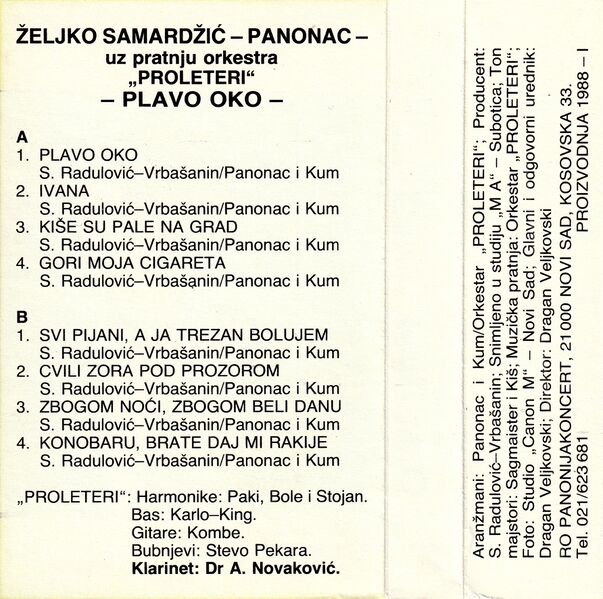 ŽELJKO SAMARDŽIĆ – PANONAC –
uz pratnju orkestra
„PROLETERI“
– PLAVO OKO –
A
1. PLAVO OKO
S. Radulović–Vrbašanin/Panonac i Kum
2. IVANA
S. Radulović–Vrbašanin/Panonac i Kum
3. KIŠE SU PALE NA GRAD
S. Radulović–Vrbašanin/Panonac i Kum
4. GORI MOJA CIGARETA
S. Radulović–Vrbašanin/Panonac i Kum
B
1. SVI PIJANI, A JA TREZAN BOLUJEM
S. Radulović–Vrbašanin/Panonac i Kum
2. CVILI ZORA POD PROZOROM
S. Radulović–Vrbašanin/Panonac i Kum
3. ZBOGOM NOĆI, ZBOGOM BELI DANU
S. Radulović–Vrbašanin/Panonac i Kum
4. KONOBARU, BRATE DAJ MI RAKIJE
S. Radulović–Vrbašanin/Panonac i Kum
„PROLETERI“: Harmonike: Paki, Bole i Stojan.
Bas: Karlo–King.
Gitare: Kombe.
Bubnjevi: Stevo Pekara.
Klarinet: Dr A. Novaković.
Aranžmani: Panonac i Kum/Orkestar „PROLETERI“; Producent:
S. Radulović–Vrbašanin; Snimljeno u studiju „M A“ – Subotica; Ton
majstori: Sagmaister i Kiš; Muzička pratnja: Orkestar „PROLETERI“;
Foto: Studio „Canon M“ – Novi Sad; Glavni i odgovorni urednik:
Dragan Veljkovski; Direktor: Dragan Veljkovski
RO PANONIJAKONCERT, 21 000 NOVI SAD, KOSOVSKA 33.
Tel. 021/623 681 PROIZVODNJA 1988 – I